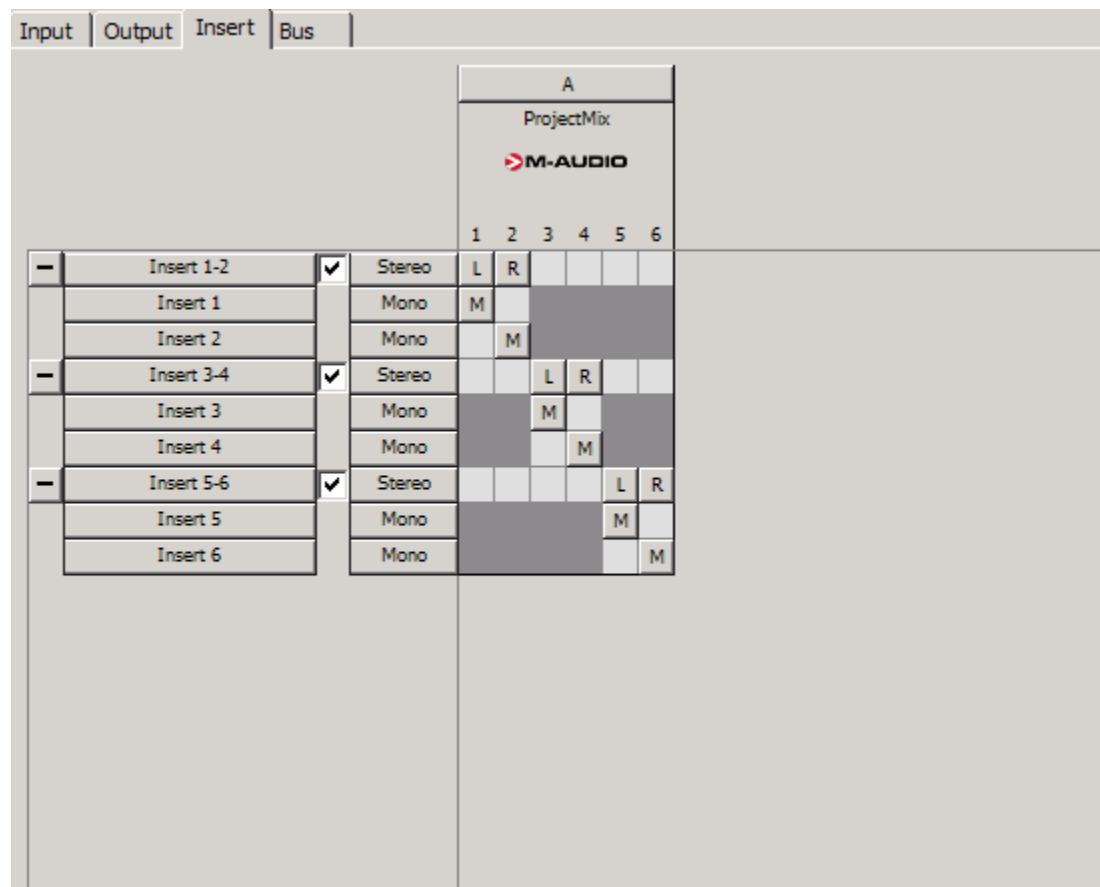 Input Output Insert Bus
A
ProjectMix
M-AUDIO
1 2 3 4 5 6
Insert 1-2 Stereo L R
Insert 1 Mono M
Insert 2 Mono M
Insert 3-4 Stereo L R
Insert 3 Mono M
Insert 4 Mono M
Insert 5-6 Stereo L R
Insert 5 Mono M
Insert 6 Mono M